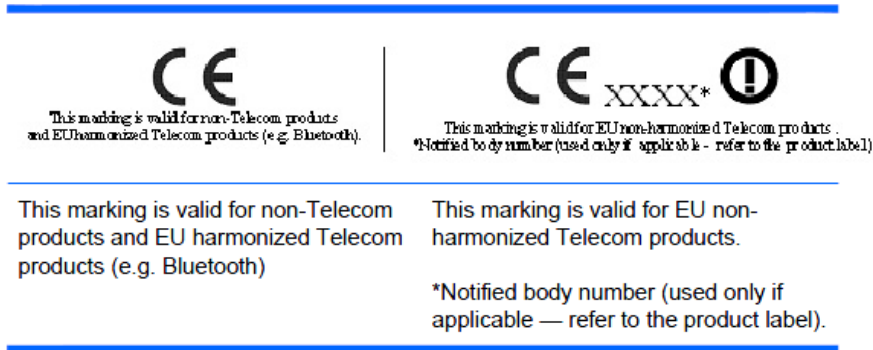 CE
CE XXXX*
This marking is valid for non-Telecom products
and EU harmonized Telecom products (e.g. Bluetooth).
This marking is valid for EU non-harmonized Telecom products .
*Notified body number (used only if applicable - refer to the product label)
This marking is valid for non-Telecom
products and EU harmonized Telecom
products (e.g. Bluetooth)
This marking is valid for EU non-
harmonized Telecom products.
*Notified body number (used only if
applicable — refer to the product label).